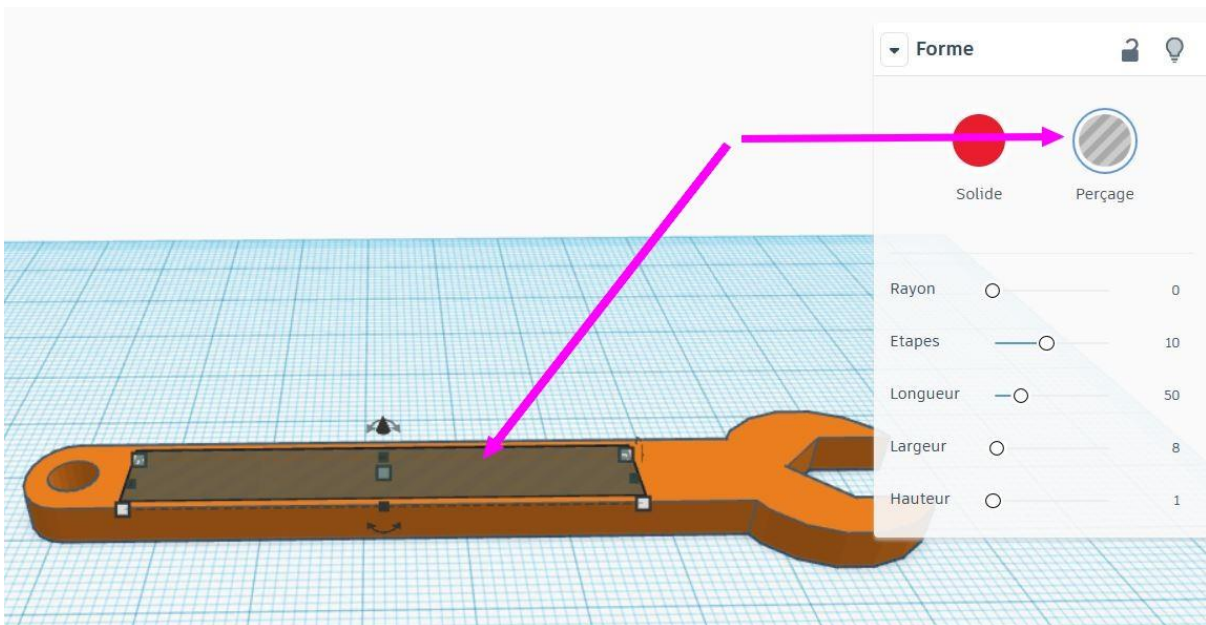 Forme
Solide Perçage
Rayon 0
Etapes 10
Longueur 50
Largeur 8
Hauteur 1